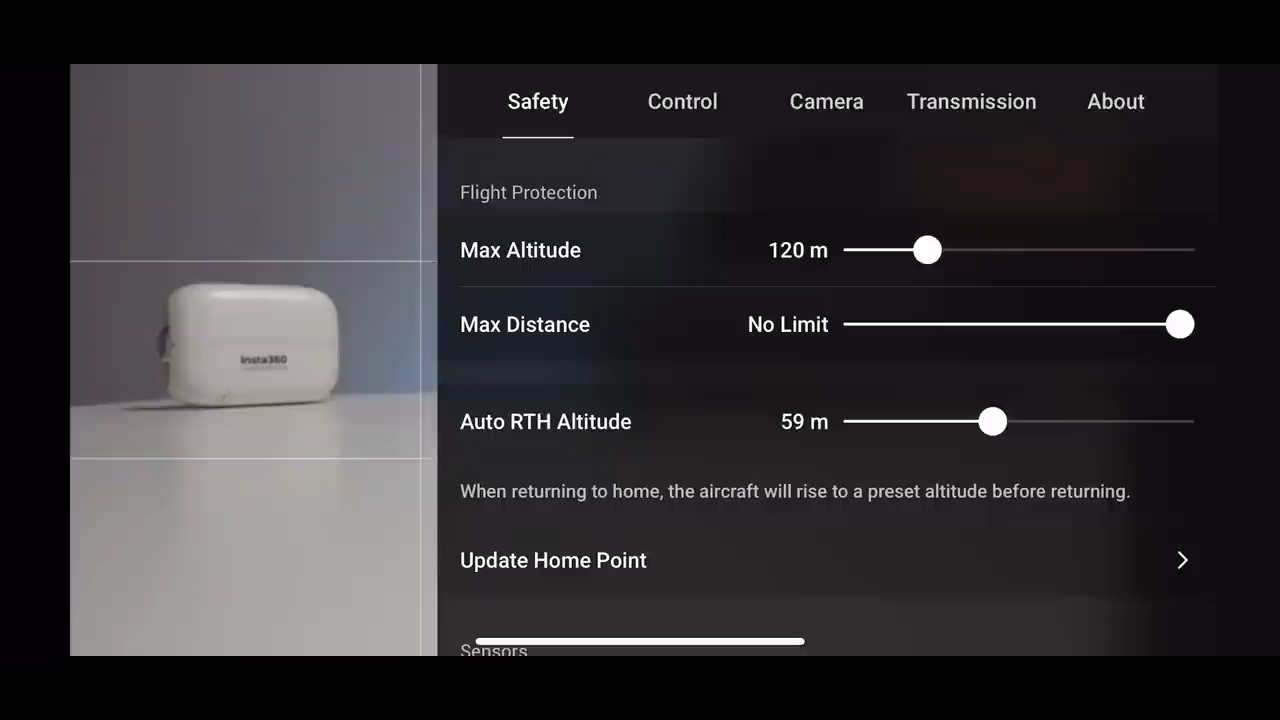 Safety Control Camera Transmission About
Flight Protection
Max Altitude 120 m
Max Distance No Limit
Insta360
Auto RTH Altitude 59 m
When returning to home, the aircraft will rise to a preset altitude before returning.
Update Home Point
Sensors